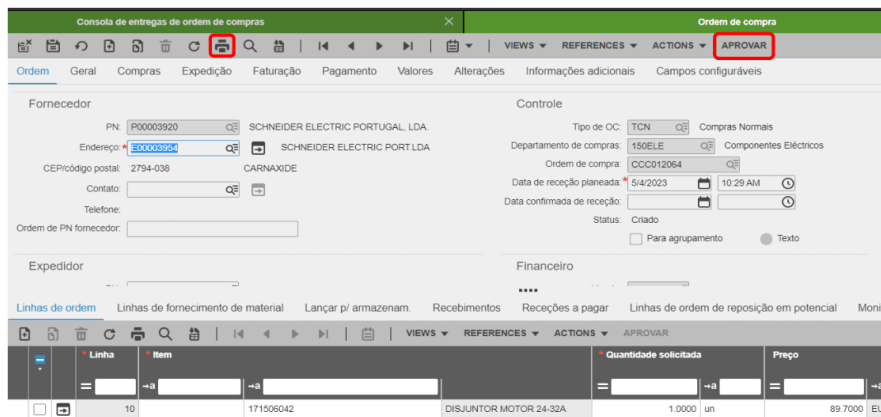 Consola de entregas de ordem de compras
Ordem de compra
VIEWS REFERENCES ACTIONS APROVAR
Ordem Geral Compras Expedição Faturação Pagamento Valores Alterações Informações adicionais Campos configuráveis
Fornecedor
PN: P00003920 SCHNEIDER ELECTRIC PORTUGAL, LDA.
Endereço:* E00003954 SCHNEIDER ELECTRIC PORT.LDA
CEP/código postal: 2794-038 CARNAXIDE
Contato:
Telefone:
Ordem de PN fornecedor:
Expedidor
Controle
Tipo de OC: TCN Compras Normais
Departamento de compras: 150ELE Componentes Eléctricos
Ordem de compra: CCC012064
Data de receção planeada:* 5/4/2023 10:29 AM
Data confirmada de receção:
Status: Criado
Para agrupamento Texto
Financeiro
Linhas de ordem Linhas de fornecimento de material Lançar p/ armazenam. Recebimentos Receções a pagar Linhas de ordem de reposição em potencial Moni
VIEWS REFERENCES ACTIONS APROVAR
* Linha * Item * Quantidade solicitada Preço
10 171506042 DISJUNTOR MOTOR 24-32A 1.0000 un 89.7000